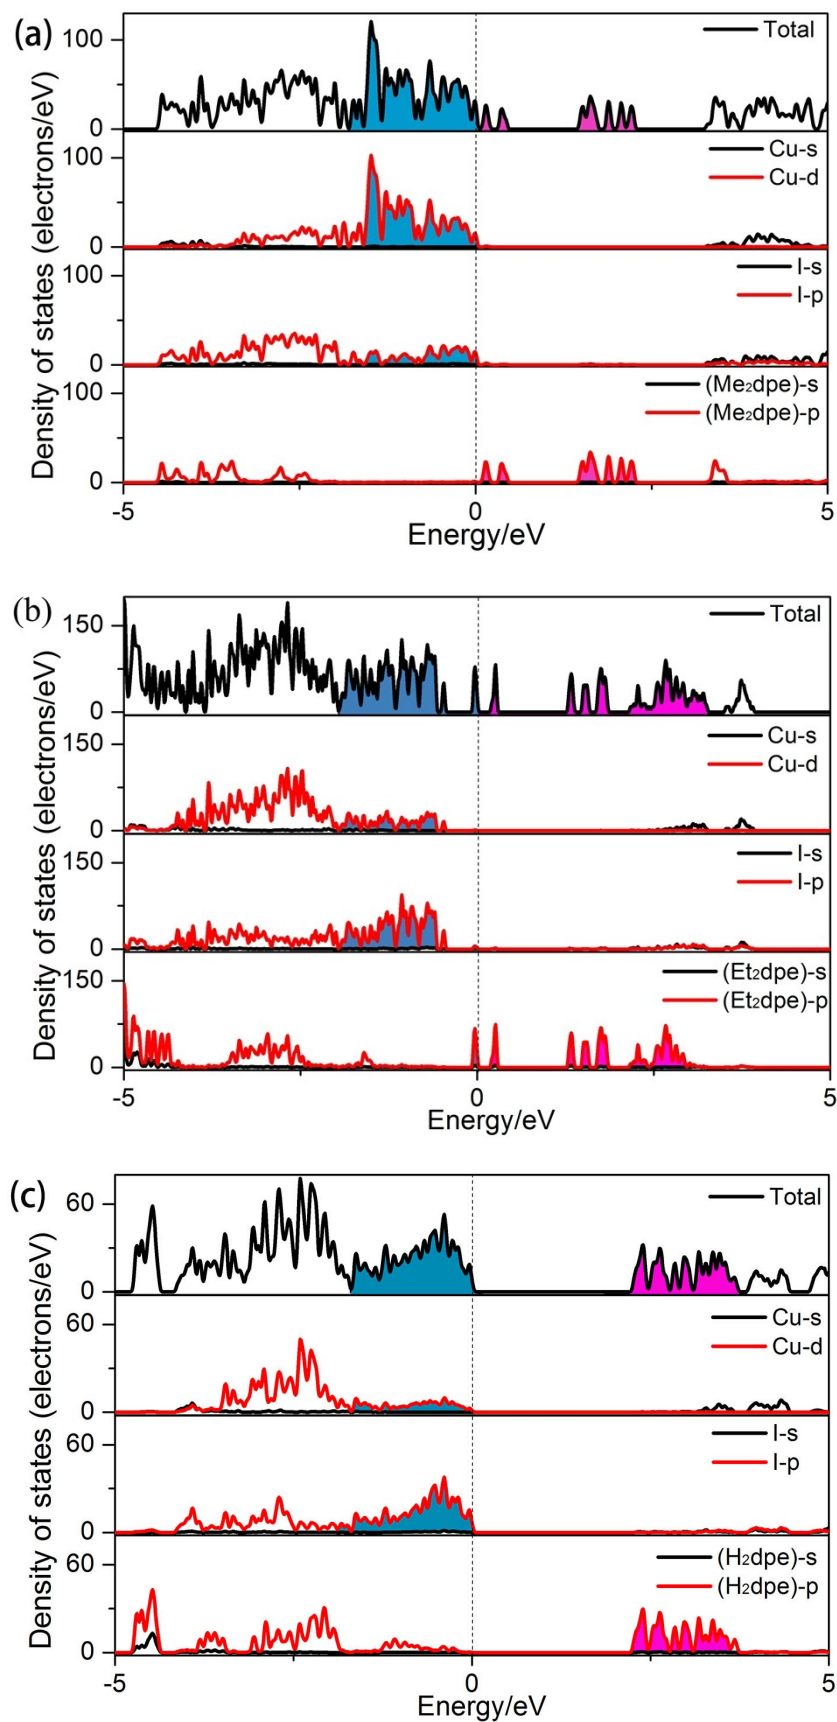 (a)
Total
100
0
Cu-s
Cu-d
100
0
I-s
I-p
100
0
(Me₂dpe)-s
(Me₂dpe)-p
100
0
Density of states (electrons/eV)
-5 0 5
Energy/eV
(b)
Total
150
0
Cu-s
Cu-d
150
0
I-s
I-p
150
0
(Et₂dpe)-s
(Et₂dpe)-p
150
0
Density of states (electrons/eV)
-5 0 5
Energy/eV
(c)
Total
60
0
Cu-s
Cu-d
60
0
I-s
I-p
60
0
(H₂dpe)-s
(H₂dpe)-p
60
0
Density of states (electrons/eV)
-5 0 5
Energy/eV